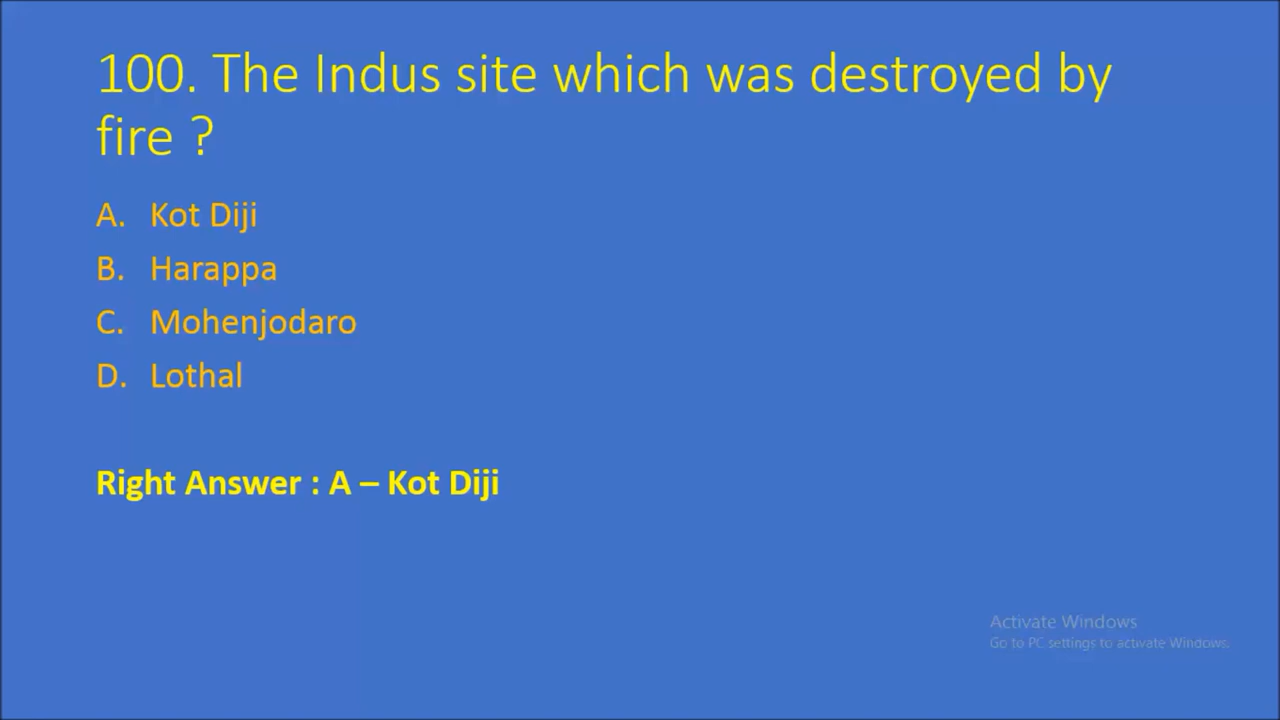 100. The Indus site which was destroyed by
fire ?
A. Kot Diji
B. Harappa
C. Mohenjodaro
D. Lothal
Right Answer : A – Kot Diji
Activate Windows
Go to PC settings to activate Windows.